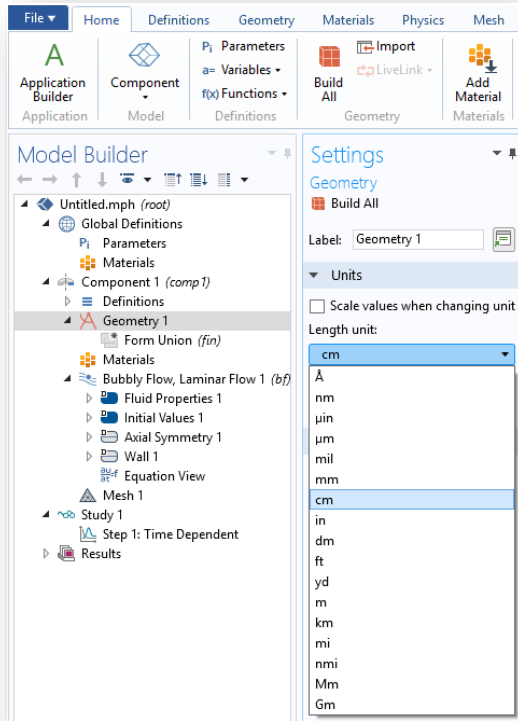 File Home Definitions Geometry Materials Physics Mesh
Application Builder
Component
Pi Parameters
a= Variables
f(x) Functions
Build All
Import
LiveLink
Add Material
Application Model Definitions Geometry Materials
Model Builder
Untitled.mph (root)
Global Definitions
Pi Parameters
Materials
Component 1 (comp1)
Definitions
Geometry 1
Form Union (fin)
Materials
Bubbly Flow, Laminar Flow 1 (bf)
Fluid Properties 1
Initial Values 1
Axial Symmetry 1
Wall 1
Equation View
Mesh 1
Study 1
Step 1: Time Dependent
Results
Settings
Geometry
Build All
Label: Geometry 1
Units
Scale values when changing unit
Length unit:
cm
Å
nm
µin
µm
mil
mm
cm
in
dm
ft
yd
m
km
mi
nmi
Mm
Gm